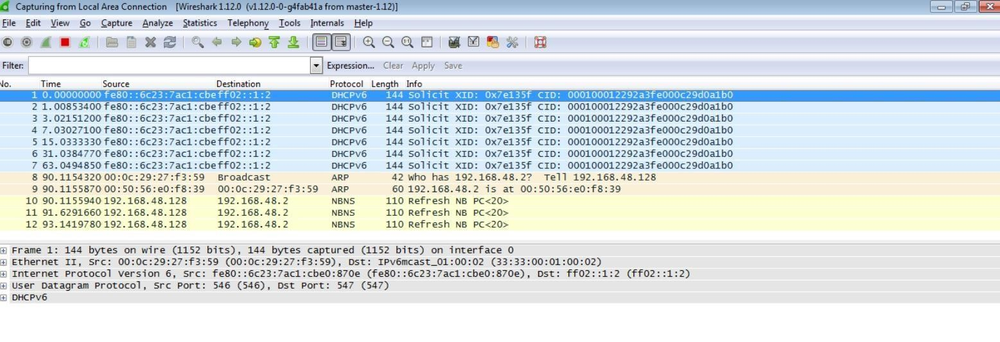 Capturing from Local Area Connection [Wireshark 1.12.0 (v1.12.0-0-g4fab41a from master-1.12)]
File Edit View Go Capture Analyze Statistics Telephony Tools Internals Help
Filter: Expression... Clear Apply Save
No. Time Source Destination Protocol Length Info
1 0.00000000 fe80::6c23:7ac1:cbe ff02::1:2 DHCPv6 144 Solicit XID: 0x7e135f CID: 000100012292a3fe000c29d0a1b0
2 1.00853400 fe80::6c23:7ac1:cbe ff02::1:2 DHCPv6 144 Solicit XID: 0x7e135f CID: 000100012292a3fe000c29d0a1b0
3 3.02151200 fe80::6c23:7ac1:cbe ff02::1:2 DHCPv6 144 Solicit XID: 0x7e135f CID: 000100012292a3fe000c29d0a1b0
4 7.03027100 fe80::6c23:7ac1:cbe ff02::1:2 DHCPv6 144 Solicit XID: 0x7e135f CID: 000100012292a3fe000c29d0a1b0
5 15.0333330 fe80::6c23:7ac1:cbe ff02::1:2 DHCPv6 144 Solicit XID: 0x7e135f CID: 000100012292a3fe000c29d0a1b0
6 31.0384770 fe80::6c23:7ac1:cbe ff02::1:2 DHCPv6 144 Solicit XID: 0x7e135f CID: 000100012292a3fe000c29d0a1b0
7 63.0494850 fe80::6c23:7ac1:cbe ff02::1:2 DHCPv6 144 Solicit XID: 0x7e135f CID: 000100012292a3fe000c29d0a1b0
8 90.1154320 00:0c:29:27:f3:59 Broadcast ARP 42 Who has 192.168.48.2? Tell 192.168.48.128
9 90.1155870 00:50:56:e0:f8:39 00:0c:29:27:f3:59 ARP 60 192.168.48.2 is at 00:50:56:e0:f8:39
10 90.1155940 192.168.48.128 192.168.48.2 NBNS 110 Refresh NB PC<20>
11 91.6291660 192.168.48.128 192.168.48.2 NBNS 110 Refresh NB PC<20>
12 93.1419780 192.168.48.128 192.168.48.2 NBNS 110 Refresh NB PC<20>
Frame 1: 144 bytes on wire (1152 bits), 144 bytes captured (1152 bits) on interface 0
Ethernet II, Src: 00:0c:29:27:f3:59 (00:0c:29:27:f3:59), Dst: IPv6mcast_01:00:02 (33:33:00:01:00:02)
Internet Protocol Version 6, Src: fe80::6c23:7ac1:cbe0:870e (fe80::6c23:7ac1:cbe0:870e), Dst: ff02::1:2 (ff02::1:2)
User Datagram Protocol, Src Port: 546 (546), Dst Port: 547 (547)
DHCPv6